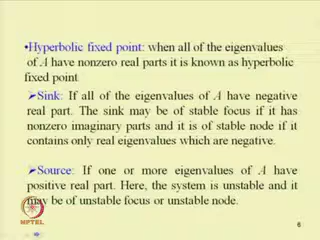 •Hyperbolic fixed point: when all of the eigenvalues
of A have nonzero real parts it is known as hyperbolic
fixed point
➢Sink: If all of the eigenvalues of A have negative
real part. The sink may be of stable focus if it has
nonzero imaginary parts and it is of stable node if it
contains only real eigenvalues which are negative.
➢Source: If one or more eigenvalues of A have
positive real part. Here, the system is unstable and it
may be of unstable focus or unstable node.
NPTEL
6